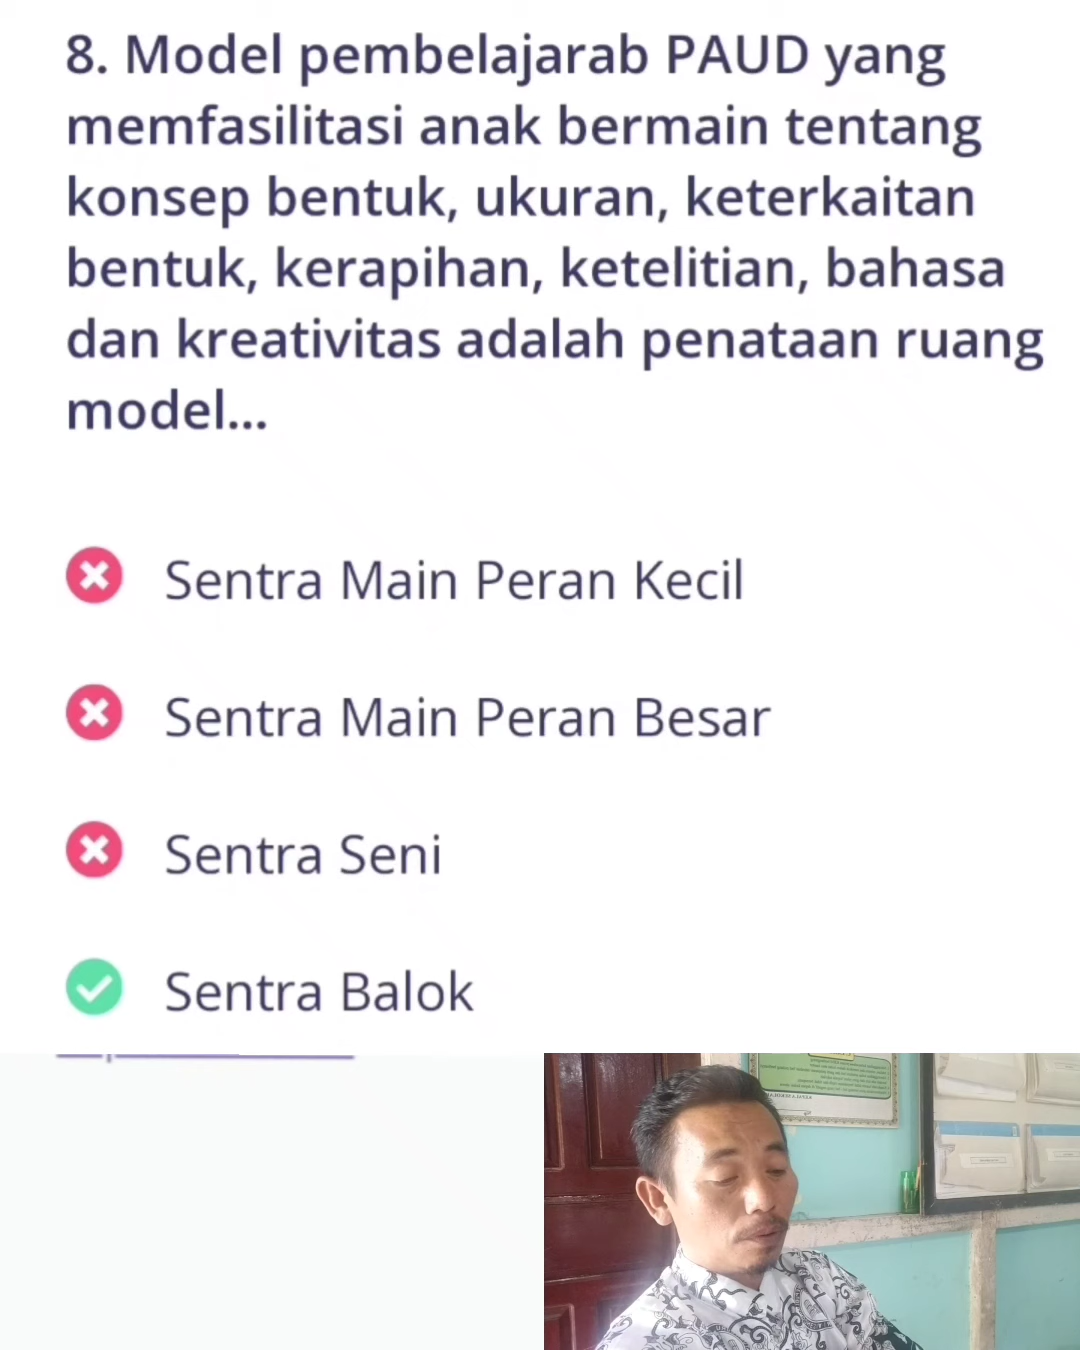 8. Model pembelajarab PAUD yang
memfasilitasi anak bermain tentang
konsep bentuk, ukuran, keterkaitan
bentuk, kerapihan, ketelitian, bahasa
dan kreativitas adalah penataan ruang
model...
Sentra Main Peran Kecil
Sentra Main Peran Besar
Sentra Seni
Sentra Balok